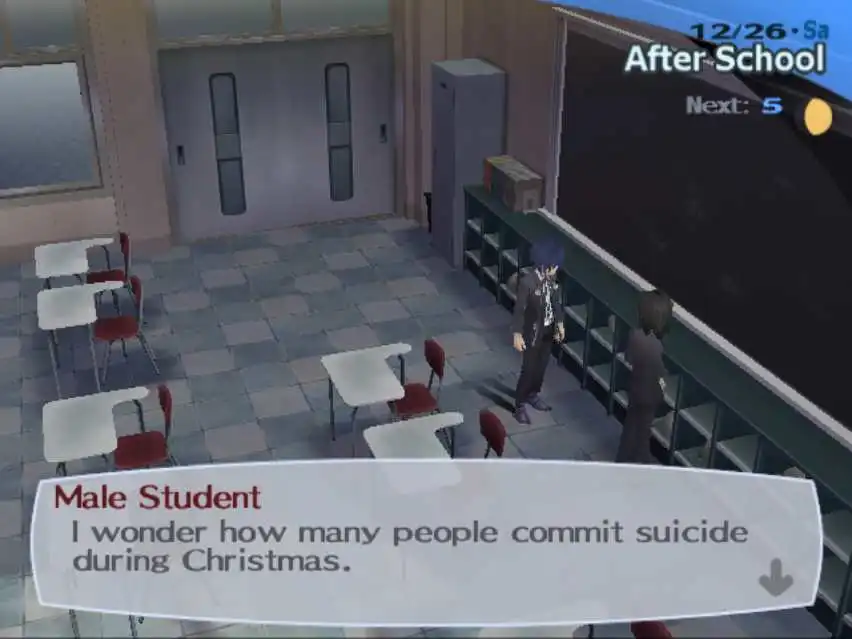 12/26 · Sa
After School
Next: 5
Male Student
I wonder how many people commit suicide
during Christmas.